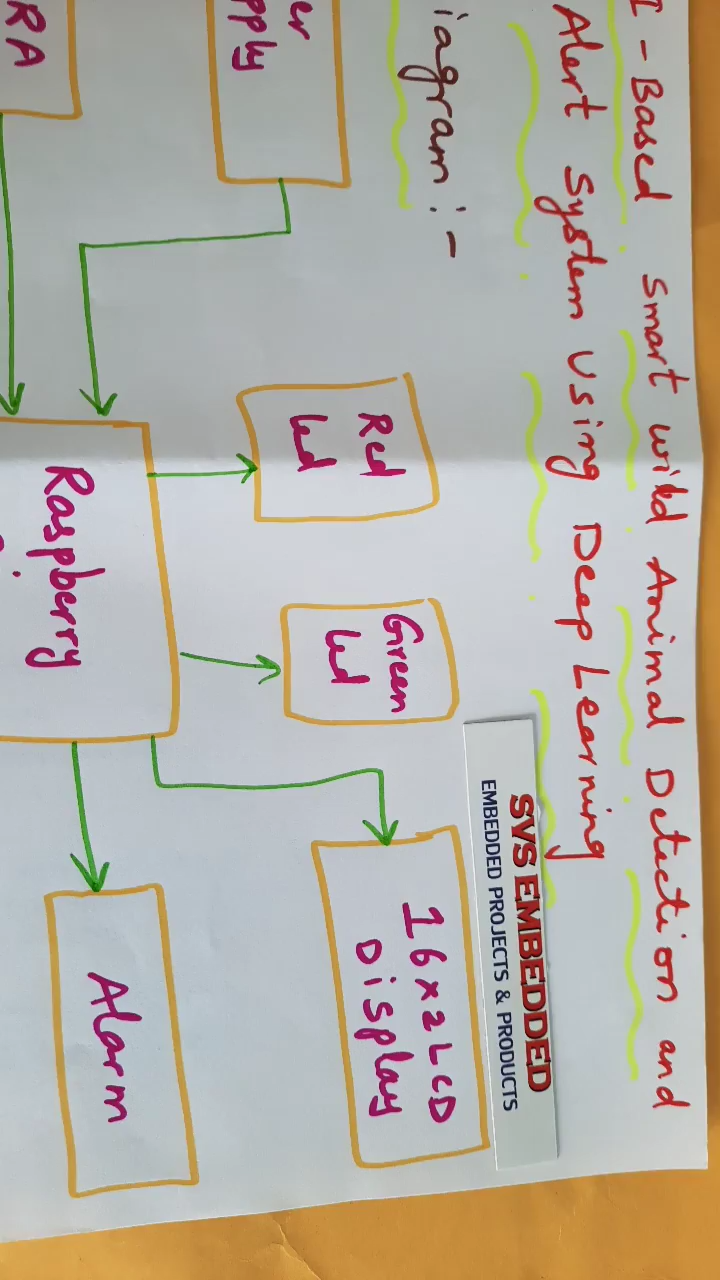 I-Based Smart wild Animal Detection and
Alert System Using Deep Learning
iagram:-
SVS EMBEDDED
EMBEDDED PROJECTS & PRODUCTS
er
pply
Red
Led
Green
Led
16x2 LCD
Display
RA
Raspberry
Alarm